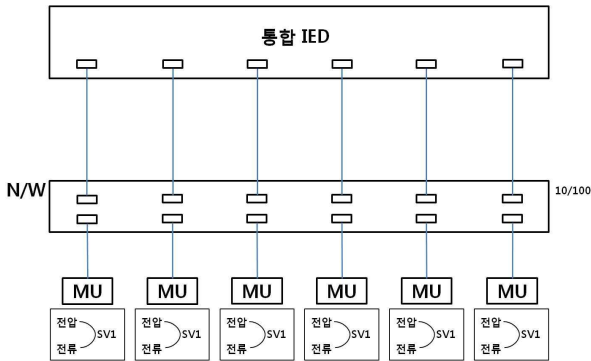 통합 IED
N/W
10/100
MU MU MU MU MU MU
전압 전압 전압 전압 전압 전압
SV1 SV1 SV1 SV1 SV1 SV1
전류 전류 전류 전류 전류 전류